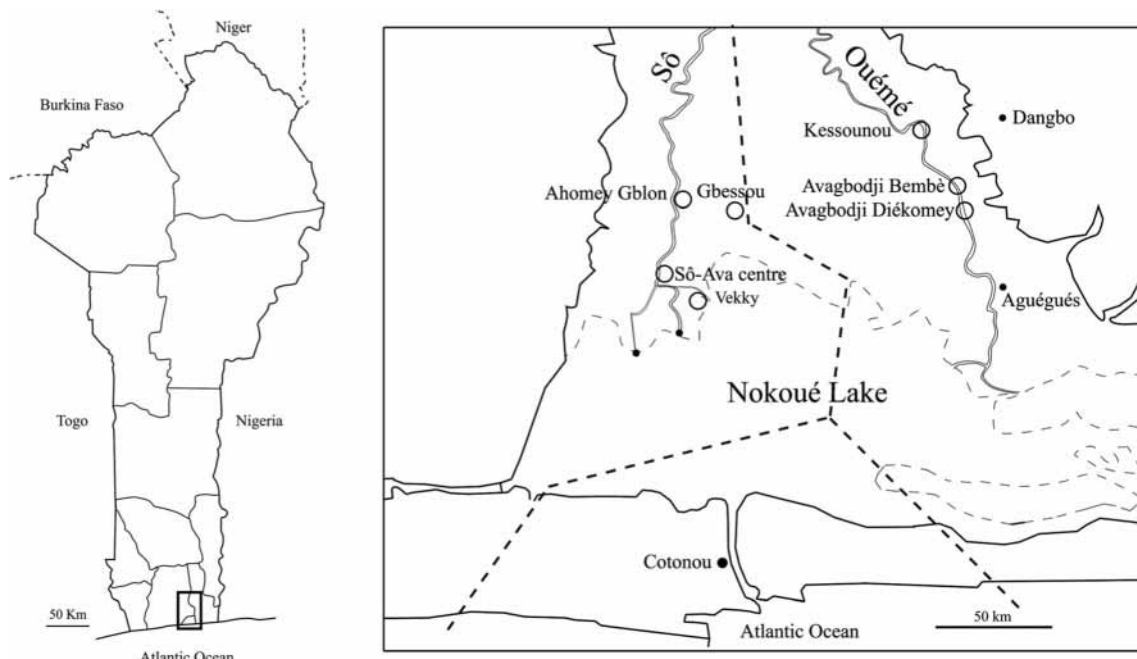 Niger
Burkina Faso
Togo
Nigeria
50 Km
Atlantic Ocean
Sô
Ouémé
Dangbo
Kessounou
Ahomey Gblon
Gbessou
Avagbodji Bembè
Avagbodji Diékomey
Sô-Ava centre
Vekky
Aguégués
Nokoué Lake
Cotonou
Atlantic Ocean
50 km